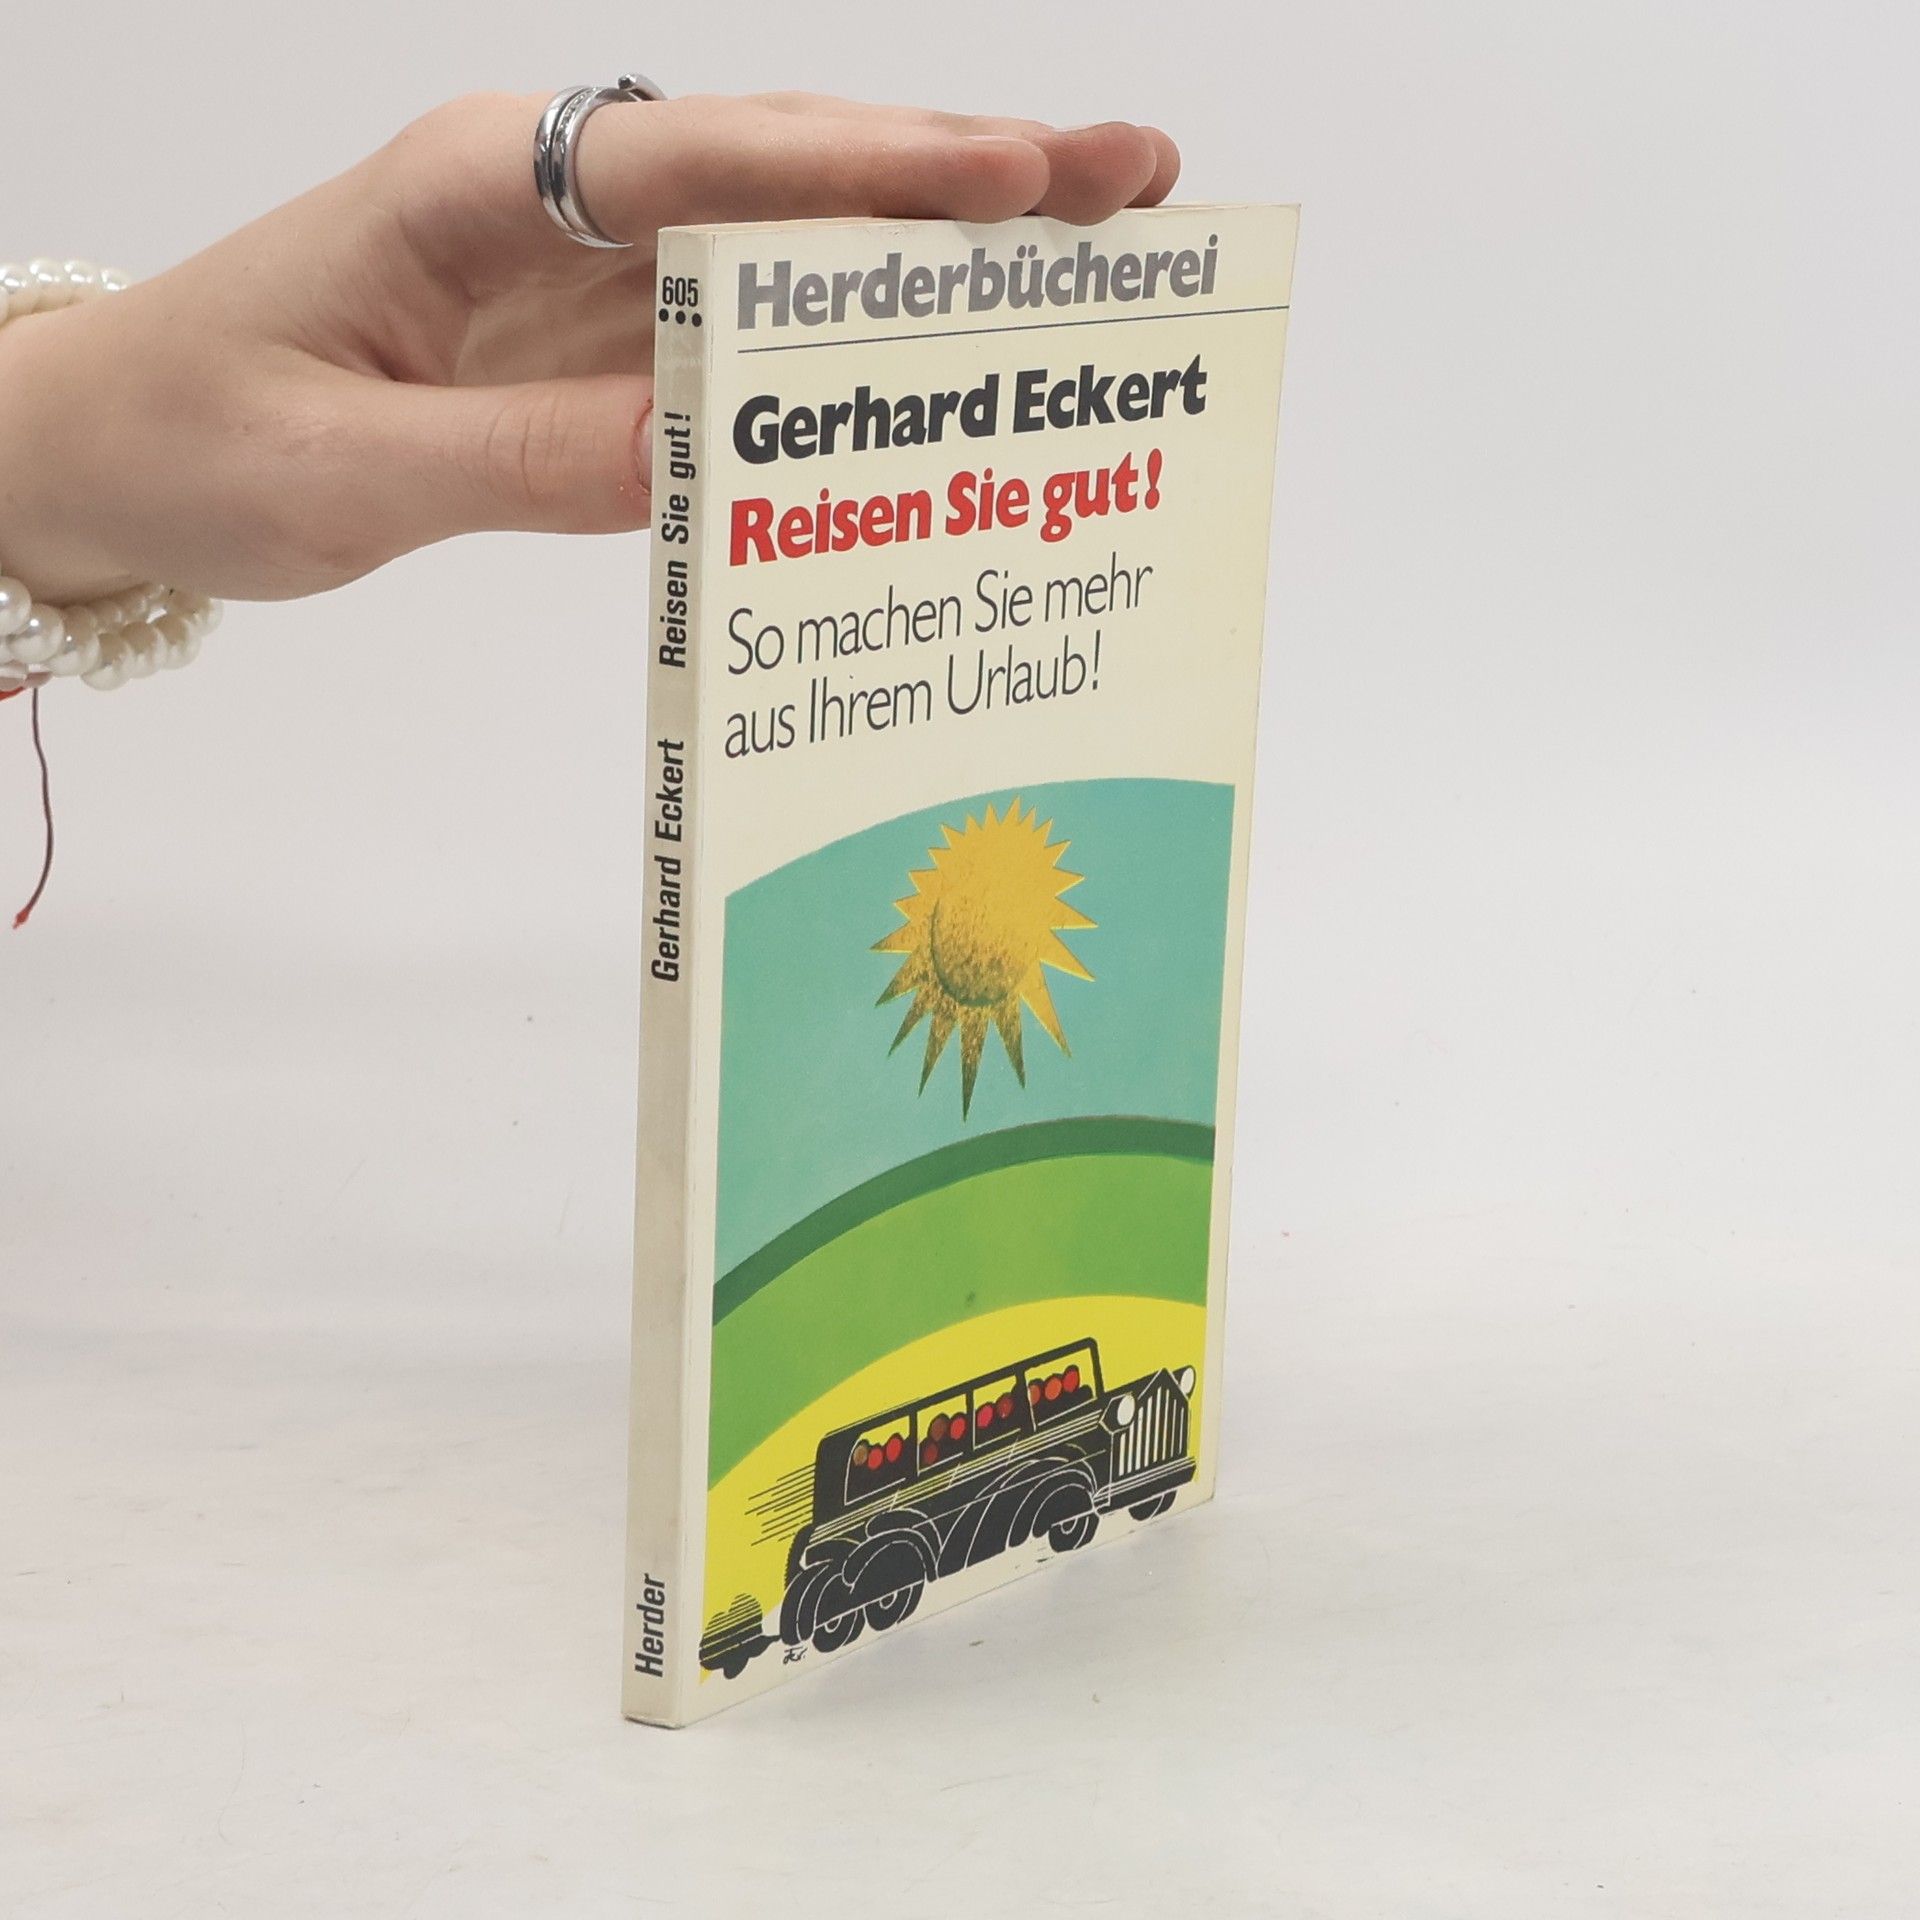 Herderbücherei
Gerhard Eckert
Reisen Sie gut!
So machen Sie mehr
aus Ihrem Urlaub!
605
Gerhard Eckert Reisen Sie gut!
Herder